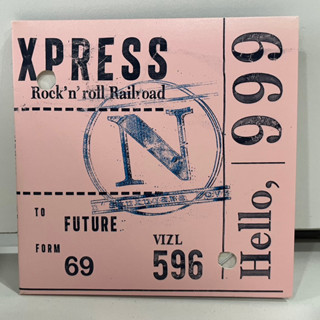 XPRESS
Rock'n'roll Railroad
N
TO
FUTURE
FORM
69
VIZL
596
Hello, 999